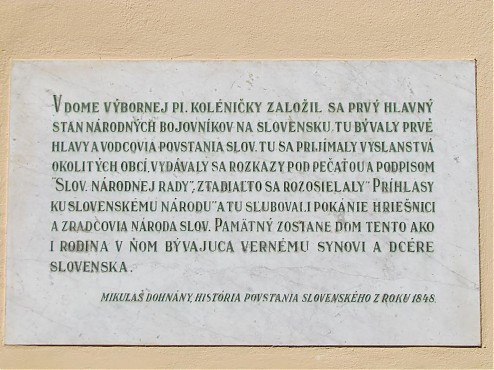 V DOME VÝBORNEJ PI. KOLÉNIČKY ZALOŽIL SA PRVÝ HLAVNÝ
STAN NÁRODNÝCH BOJOVNÍKOV NA SLOVENSKU. TU BÝVALY PRVÉ
HLAVY A VODCOVIA POVSTANIA SLOV. TU SA PRIJÍMALY VYSLANSTVÁ
OKOLITÝCH OBCÍ, VYDÁVALY SA ROZKAZY POD PEČAŤOU A PODPISOM
"SLOV. NÁRODNEJ RADY", ZTADIAĽTO SA ROZOSIELALY "PRÍHLASY
KU SLOVENSKÉMU NÁRODU" A TU SĽUBOVALI POKÁNIE HRIEŠNICI
A ZRADCOVIA NÁRODA SLOV. PAMÄTNÝ ZOSTANE DOM TENTO AKO
I RODINA V ŇOM BÝVAJUCA VERNÉMU SYNOVI A DCÉRE
SLOVENSKA.
MIKULÁŠ DOHNÁNY, HISTÓRIA POVSTANIA SLOVENSKÉHO Z ROKU 1848.